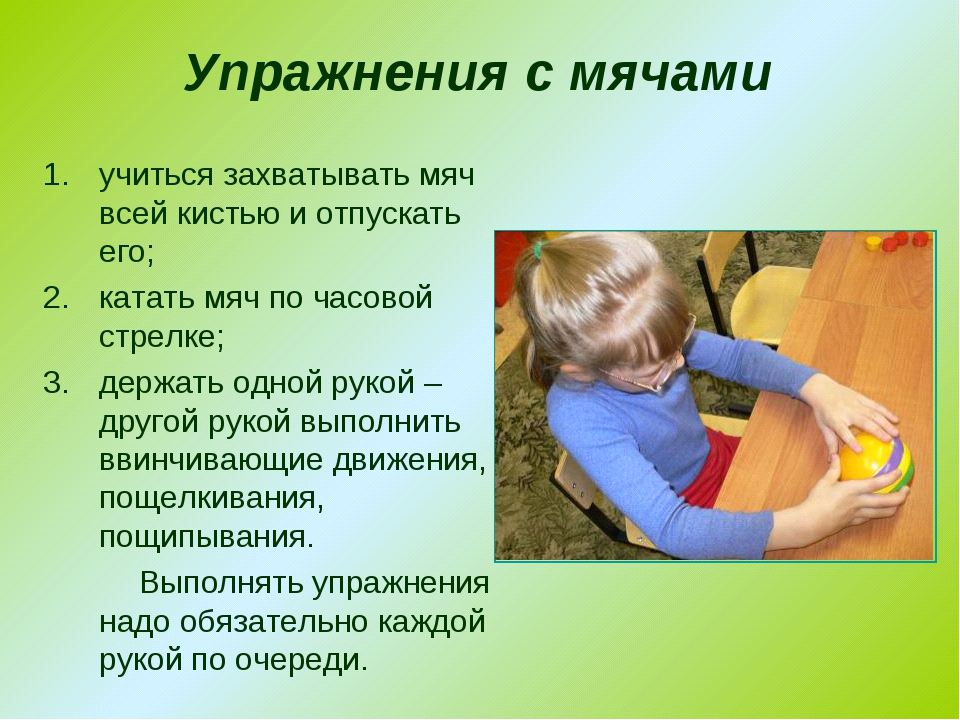 Упражнения с мячами
1. учиться захватывать мяч
всей кистью и отпускать
его;
2. катать мяч по часовой
стрелке;
3. держать одной рукой –
другой рукой выполнить
ввинчивающие движения,
пощелкивания,
пощипывания.
Выполнять упражнения
надо обязательно каждой
рукой по очереди.